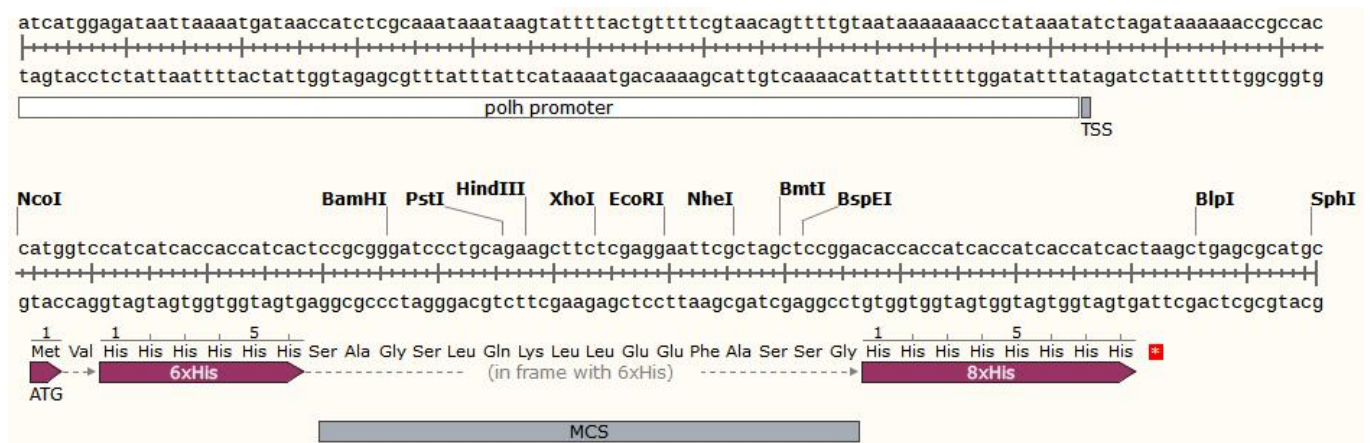 atcatggagataattaaaatgataaccatctcgcaaataaataagtattttactgttttcgtaacagttttgtaataaaaaaacctataaatatctagataaaaaaccgccac
tagtacctctattaattttactattggtagagcgtttatttattcataaaatgacaaaagcattgtcaaaacattatttttttggatatttatagatctattttttggcggtg
polh promoter
TSS
NcoI BamHI PstI HindIII XhoI EcoRI NheI BmtI BspEI BlpI SphI
catggtccatcatcaccaccatcactccgcgggatccctgcagaagcttctcgaggaattcgctagctccggacaccaccatcaccatcaccatcactaagctgagcgcatgc
gtaccaggtagtagtggtggtagtgaggcgccctagggacgtcttcgaagagctccttaagcgatcgaggcctgtggtggtagtggtagtggtagtgattcgactcgcgtacg
1 1 5 1 5
Met Val His His His His His His Ser Ala Gly Ser Leu Gln Lys Leu Leu Glu Glu Phe Ala Ser Ser Gly His His His His His His His His *
6xHis (in frame with 6xHis) 8xHis
ATG
MCS